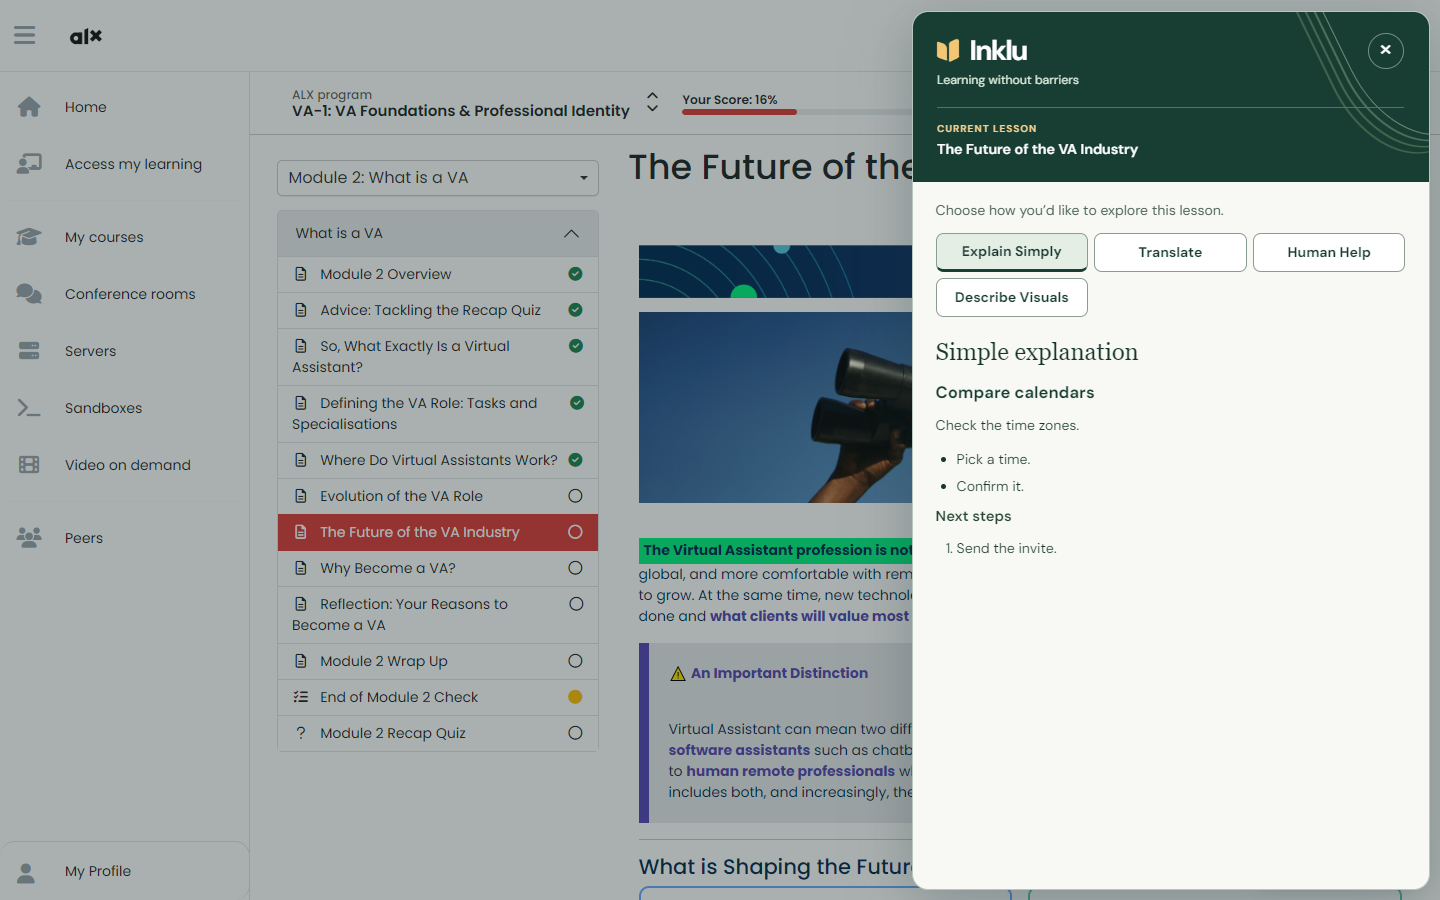 alx
Home
Access my learning
My courses
Conference rooms
Servers
Sandboxes
Video on demand
Peers
My Profile
ALX program
VA-1: VA Foundations & Professional Identity
Your Score: 16%
Module 2: What is a VA
What is a VA
Module 2 Overview
Advice: Tackling the Recap Quiz
So, What Exactly Is a Virtual
Assistant?
Defining the VA Role: Tasks and
Specialisations
Where Do Virtual Assistants Work?
Evolution of the VA Role
The Future of the VA Industry
Why Become a VA?
Reflection: Your Reasons to
Become a VA
Module 2 Wrap Up
End of Module 2 Check
? Module 2 Recap Quiz
The Future of the
The Virtual Assistant profession is not
global, and more comfortable with rem
to grow. At the same time, new technol
done and what clients will value most
An Important Distinction
Virtual Assistant can mean two diff
software assistants such as chatb
to human remote professionals w
includes both, and increasingly, the
What is Shaping the Futur
Inklu
Learning without barriers
CURRENT LESSON
The Future of the VA Industry
Choose how you’d like to explore this lesson.
Explain Simply
Translate
Human Help
Describe Visuals
Simple explanation
Compare calendars
Check the time zones.
• Pick a time.
• Confirm it.
Next steps
1. Send the invite.